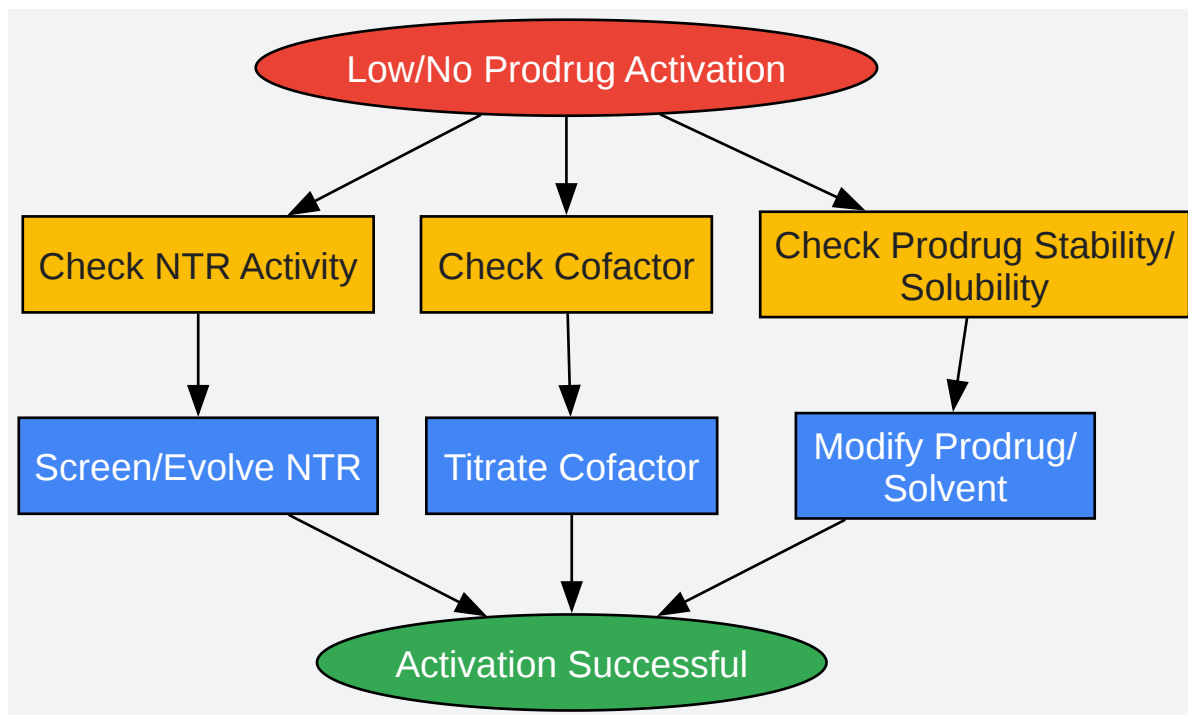 Low/No Prodrug Activation
Check NTR Activity
Check Cofactor
Check Prodrug Stability/
Solubility
Screen/Evolve NTR
Titrate Cofactor
Modify Prodrug/
Solvent
Activation Successful